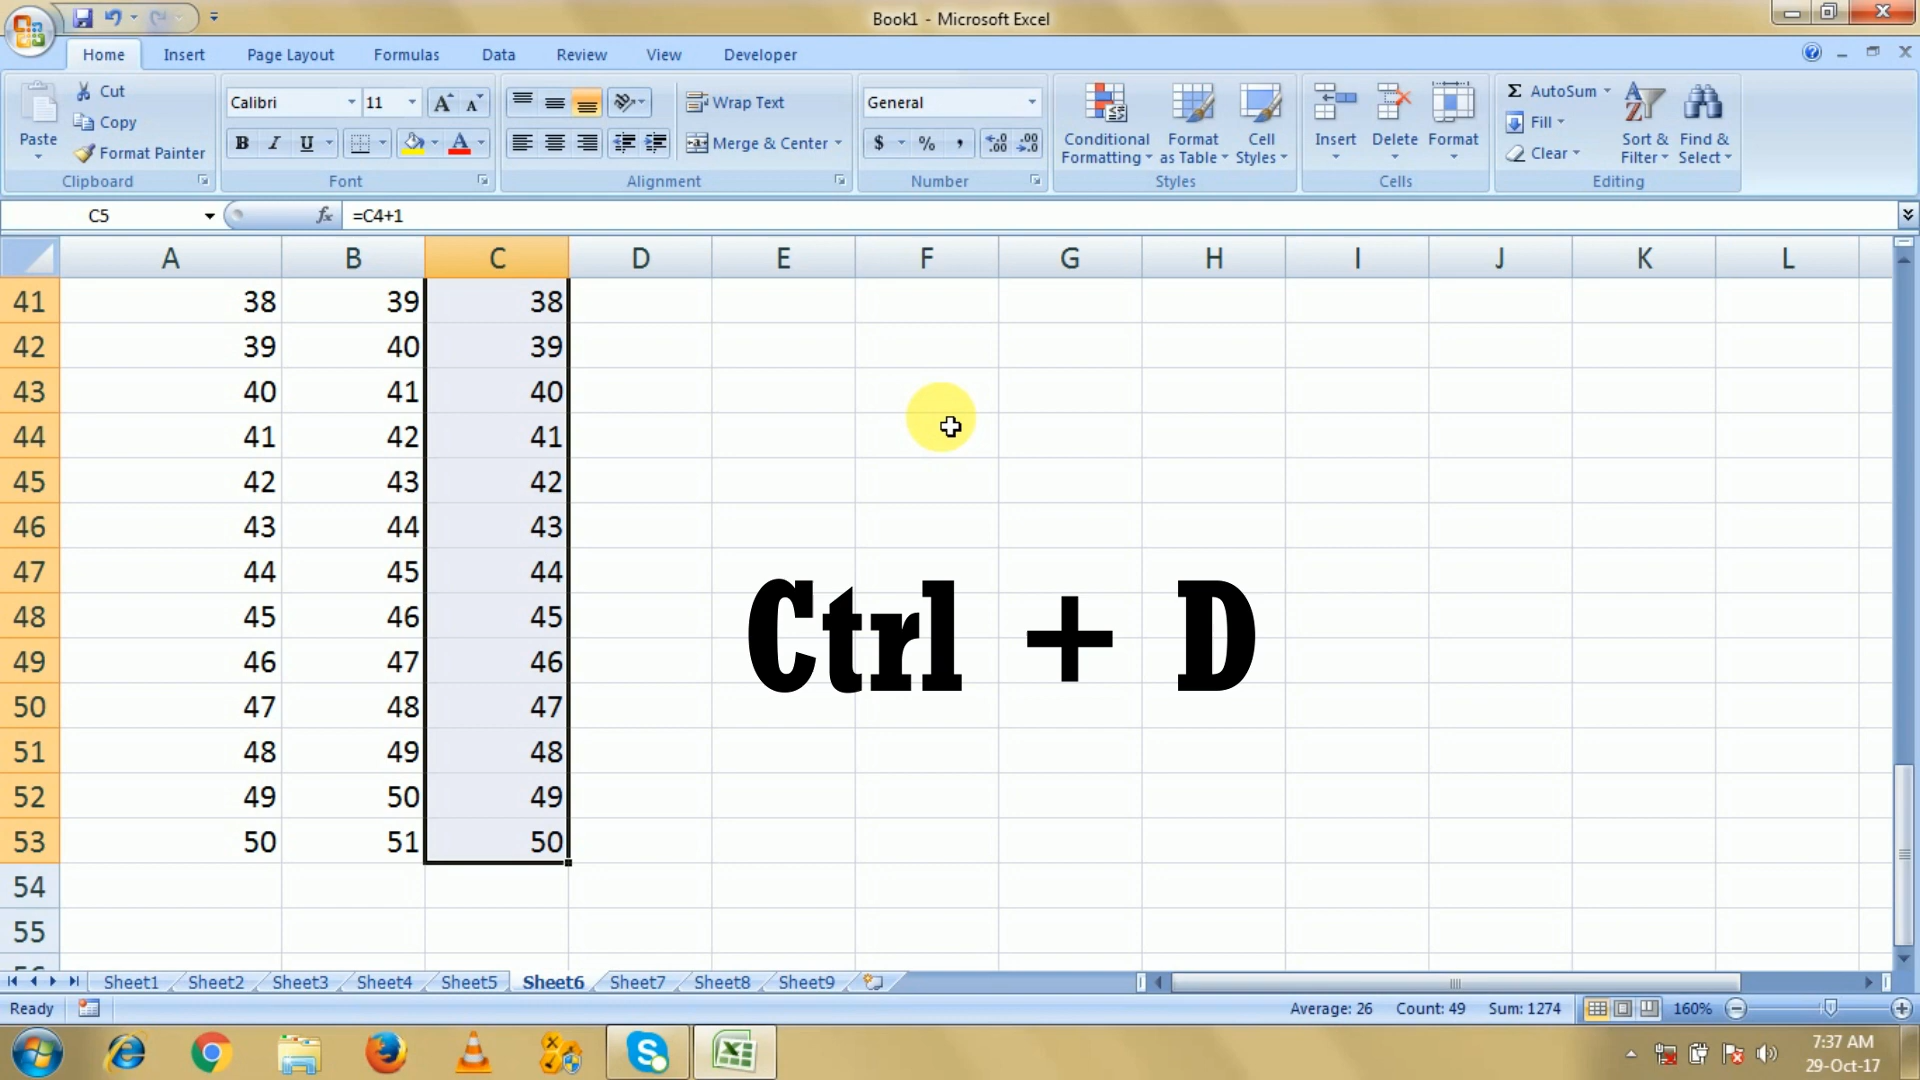 Book1 - Microsoft Excel
Home Insert Page Layout Formulas Data Review View Developer
Paste
Cut
Copy
Format Painter
Clipboard
Calibri 11
B I U
Font
Wrap Text
Merge & Center
Alignment
General
$ % ,
Number
Conditional Formatting
Format as Table
Cell Styles
Styles
Insert Delete Format
Cells
AutoSum
Fill
Clear
Sort & Filter
Find & Select
Editing
C5 fx =C4+1
A B C D E F G H I J K L
41 38 39 38
42 39 40 39
43 40 41 40
44 41 42 41
45 42 43 42
46 43 44 43
47 44 45 44
48 45 46 45
49 46 47 46
50 47 48 47
51 48 49 48
52 49 50 49
53 50 51 50
54
55
Ctrl + D
Sheet1 Sheet2 Sheet3 Sheet4 Sheet5 Sheet6 Sheet7 Sheet8 Sheet9
Ready Average: 26 Count: 49 Sum: 1274 160%
7:37 AM
29-Oct-17